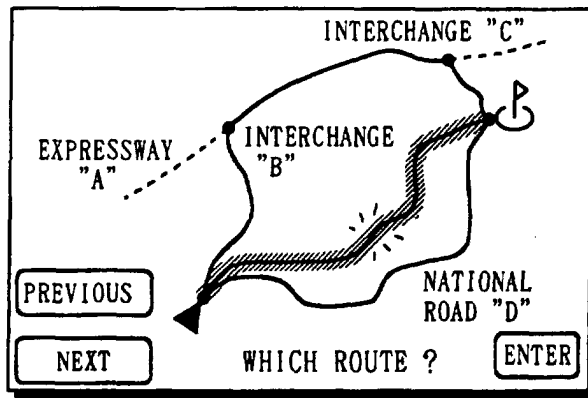 INTERCHANGE "C"
EXPRESSWAY
"A"
INTERCHANGE
"B"
NATIONAL
ROAD "D"
PREVIOUS
NEXT
WHICH ROUTE ?
ENTER